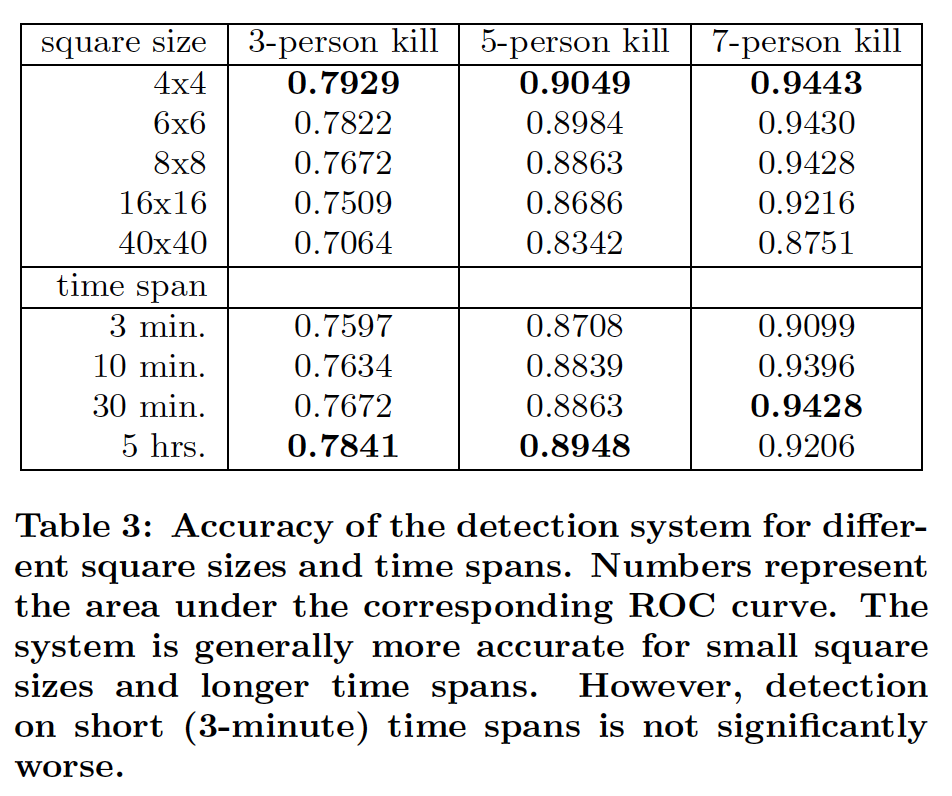 square size 3-person kill 5-person kill 7-person kill
4x4 0.7929 0.9049 0.9443
6x6 0.7822 0.8984 0.9430
8x8 0.7672 0.8863 0.9428
16x16 0.7509 0.8686 0.9216
40x40 0.7064 0.8342 0.8751
time span
3 min. 0.7597 0.8708 0.9099
10 min. 0.7634 0.8839 0.9396
30 min. 0.7672 0.8863 0.9428
5 hrs. 0.7841 0.8948 0.9206
Table 3: Accuracy of the detection system for differ-
ent square sizes and time spans. Numbers represent
the area under the corresponding ROC curve. The
system is generally more accurate for small square
sizes and longer time spans. However, detection
on short (3-minute) time spans is not significantly
worse.